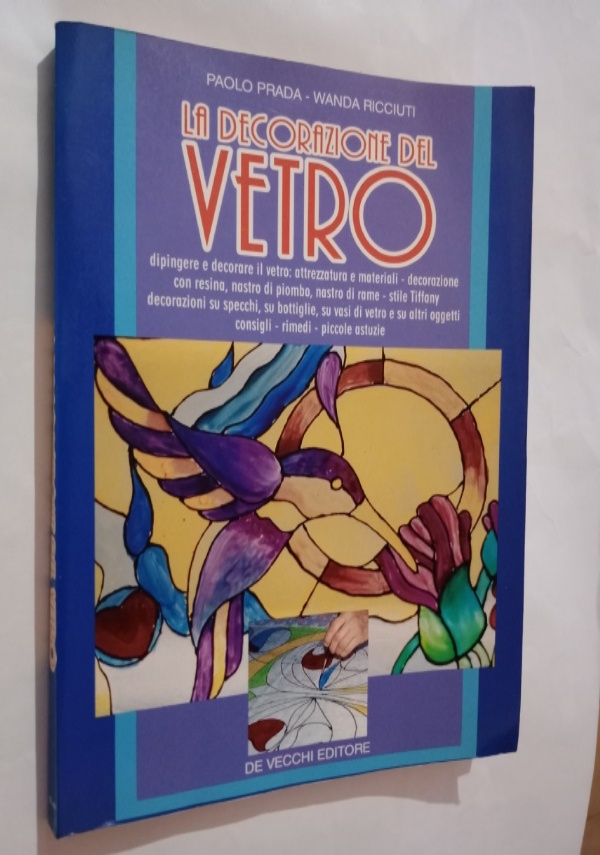 PAOLO PRADA - WANDA RICCIUTI
LA DECORAZIONE DEL
VETRO
dipingere e decorare il vetro: attrezzatura e materiali - decorazione
con resina, nastro di piombo, nastro di rame - stile Tiffany
decorazioni su specchi, su bottiglie, su vasi di vetro e su altri oggetti
consigli - rimedi - piccole astuzie
DE VECCHI EDITORE